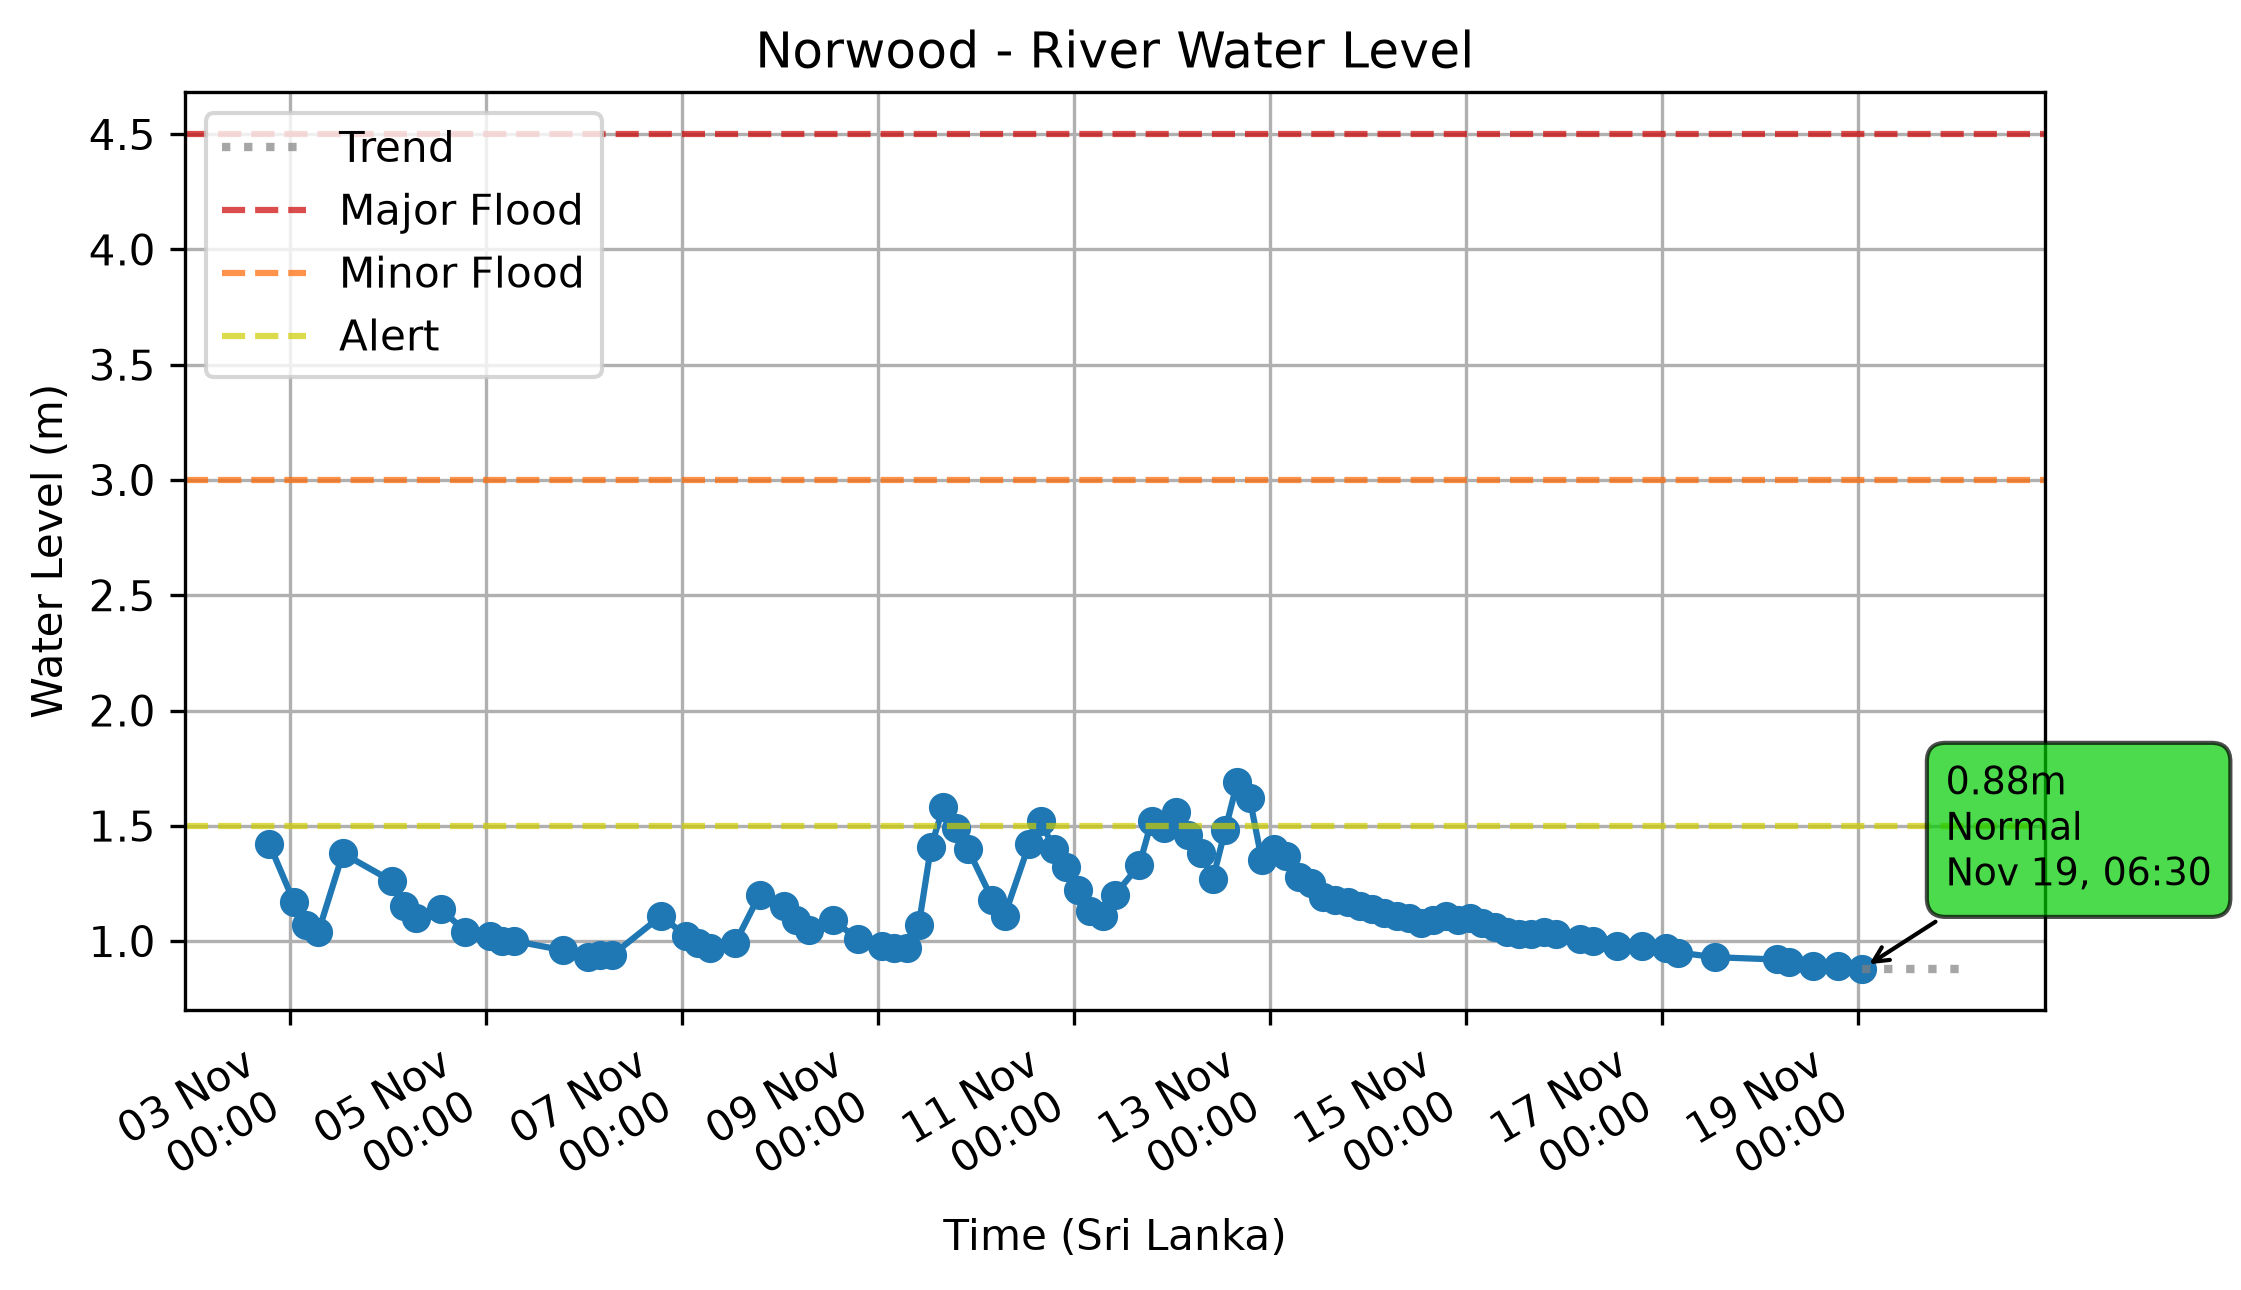 Norwood - River Water Level
Water Level (m)
4.5
4.0
3.5
3.0
2.5
2.0
1.5
1.0
Trend
Major Flood
Minor Flood
Alert
0.88m
Normal
Nov 19, 06:30
03 Nov
00:00
05 Nov
00:00
07 Nov
00:00
09 Nov
00:00
11 Nov
00:00
13 Nov
00:00
15 Nov
00:00
17 Nov
00:00
19 Nov
00:00
Time (Sri Lanka)